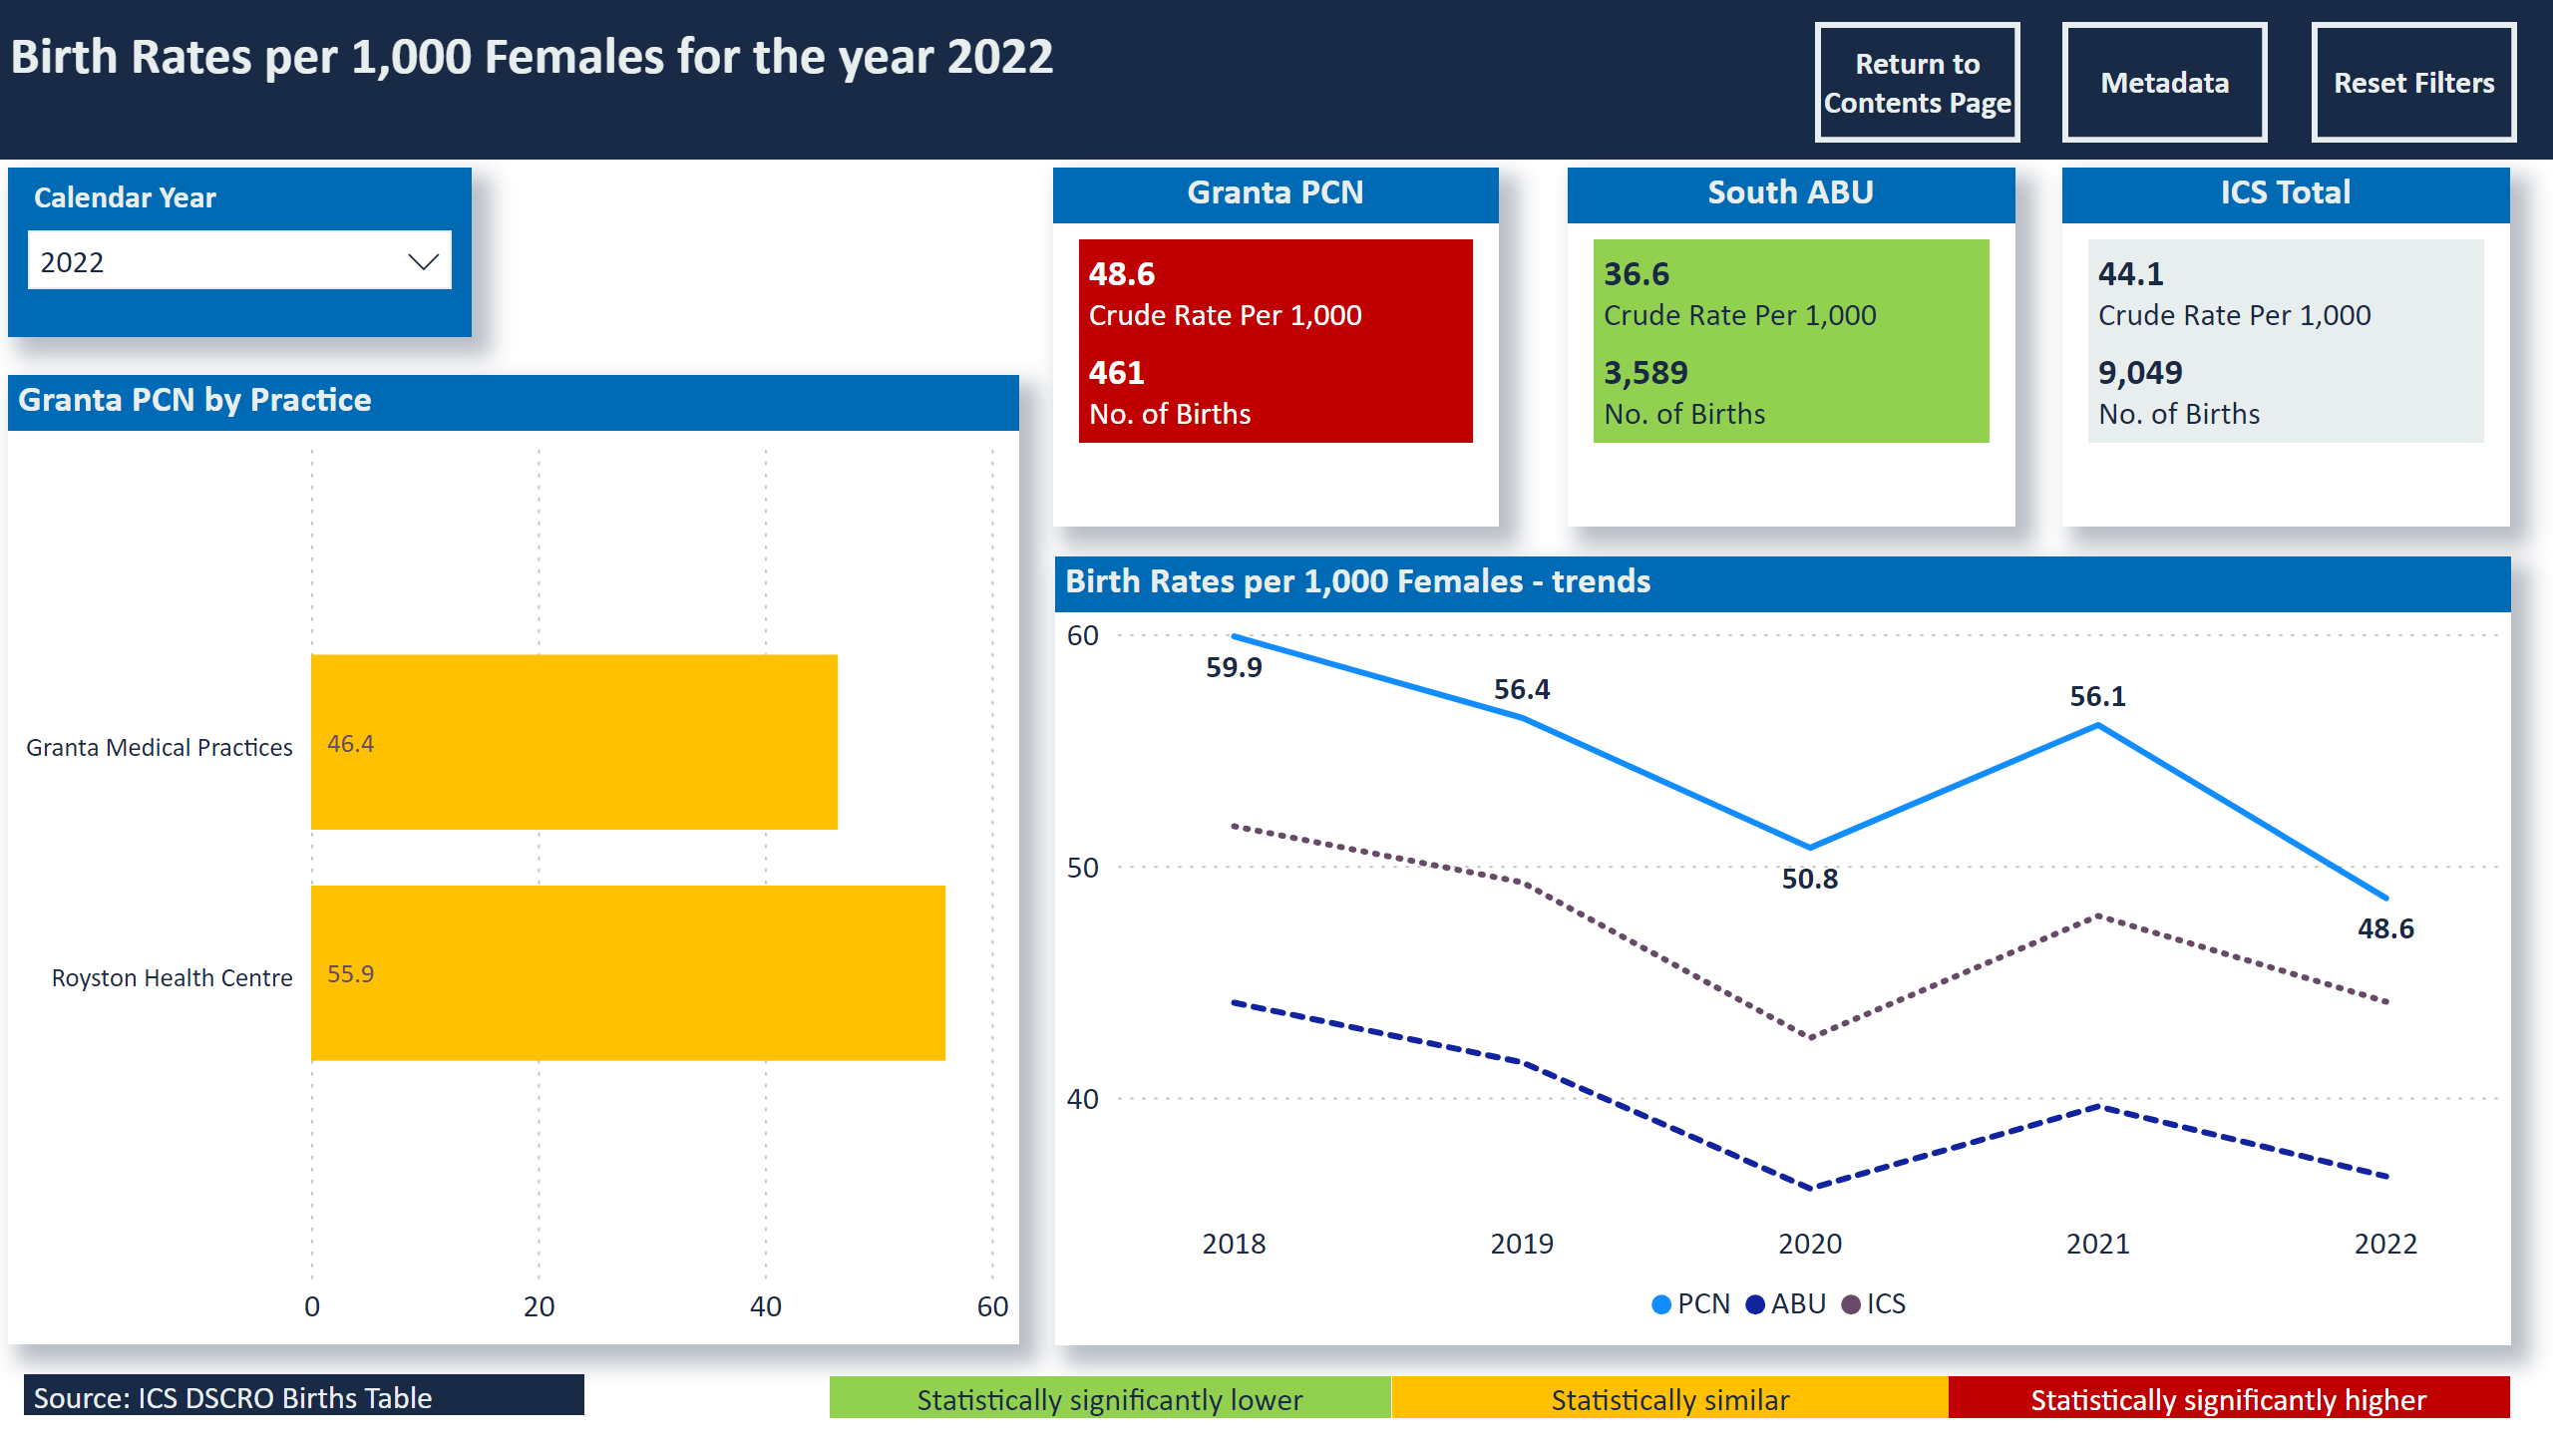 Birth Rates per 1,000 Females for the year 2022
Return to
Contents Page
Metadata
Reset Filters
Calendar Year
2022
Granta PCN
48.6
Crude Rate Per 1,000
461
No. of Births
South ABU
36.6
Crude Rate Per 1,000
3,589
No. of Births
ICS Total
44.1
Crude Rate Per 1,000
9,049
No. of Births
Granta PCN by Practice
Granta Medical Practices
46.4
Royston Health Centre
55.9
0 20 40 60
Birth Rates per 1,000 Females - trends
60
50
40
59.9
56.4
50.8
56.1
48.6
2018 2019 2020 2021 2022
PCN ABU ICS
Source: ICS DSCRO Births Table
Statistically significantly lower
Statistically similar
Statistically significantly higher